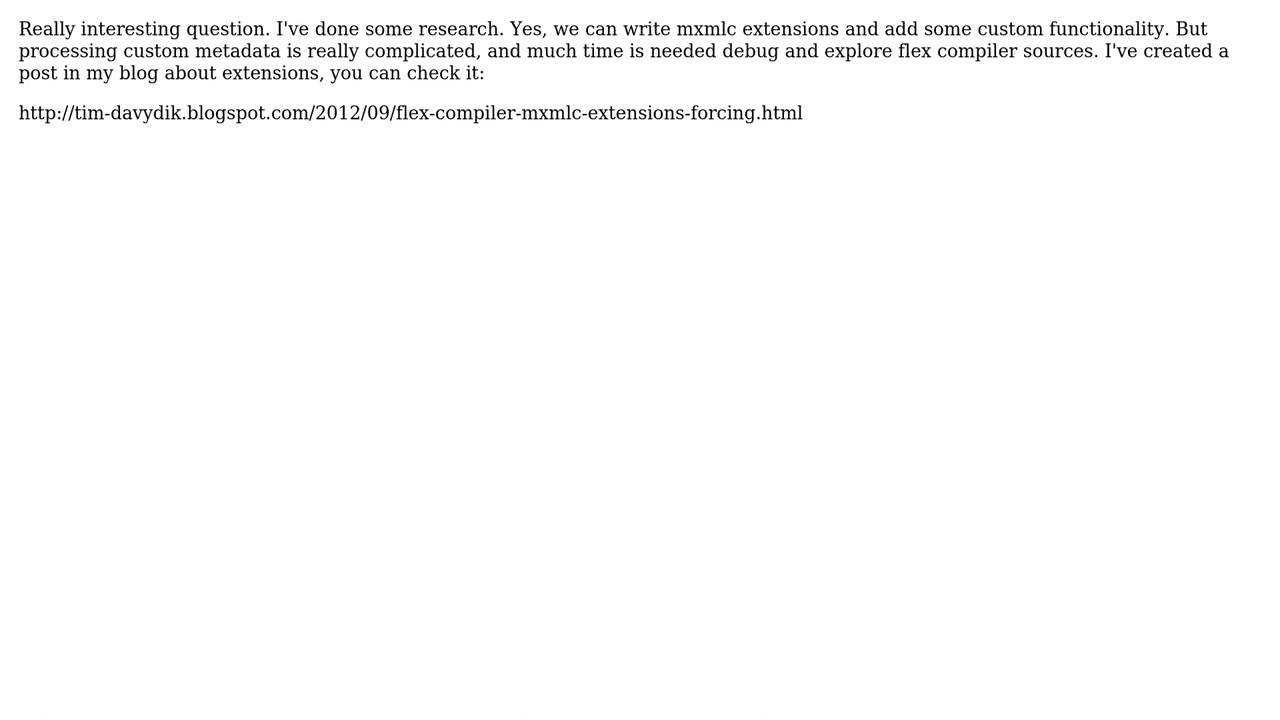 Really interesting question. I've done some research. Yes, we can write mxmlc extensions and add some custom functionality. But
processing custom metadata is really complicated, and much time is needed debug and explore flex compiler sources. I've created a
post in my blog about extensions, you can check it:
http://tim-davydik.blogspot.com/2012/09/flex-compiler-mxmlc-extensions-forcing.html